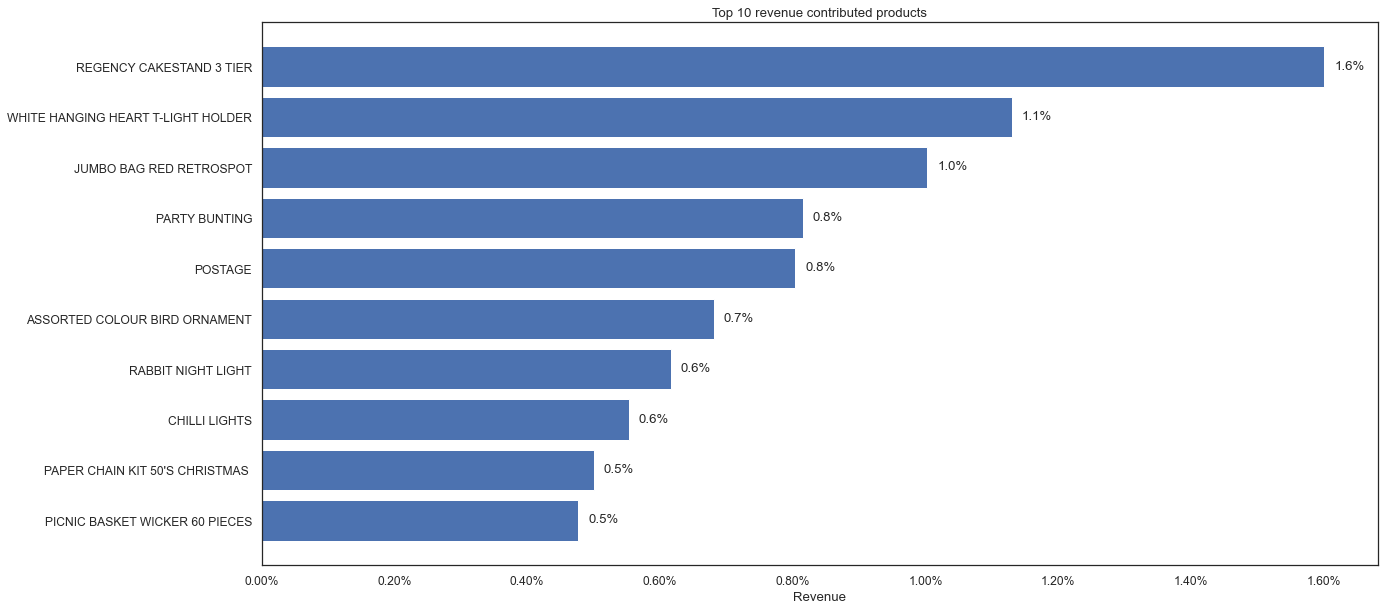 Top 10 revenue contributed products
REGENCY CAKESTAND 3 TIER 1.6%
WHITE HANGING HEART T-LIGHT HOLDER 1.1%
JUMBO BAG RED RETROSPOT 1.0%
PARTY BUNTING 0.8%
POSTAGE 0.8%
ASSORTED COLOUR BIRD ORNAMENT 0.7%
RABBIT NIGHT LIGHT 0.6%
CHILLI LIGHTS 0.6%
PAPER CHAIN KIT 50'S CHRISTMAS 0.5%
PICNIC BASKET WICKER 60 PIECES 0.5%
0.00% 0.20% 0.40% 0.60% 0.80% 1.00% 1.20% 1.40% 1.60%
Revenue